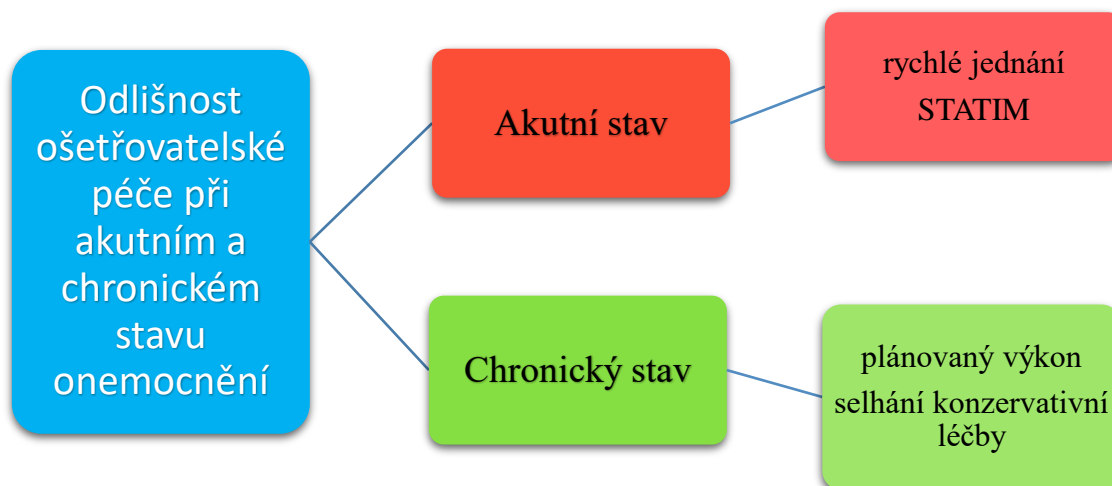 Odlišnost
ošetřovatelské
péče při
akutním a
chronickém
stavu
onemocnění
Akutní stav
rychlé jednání
STATIM
Chronický stav
plánovaný výkon
selhání konzervativní
léčby